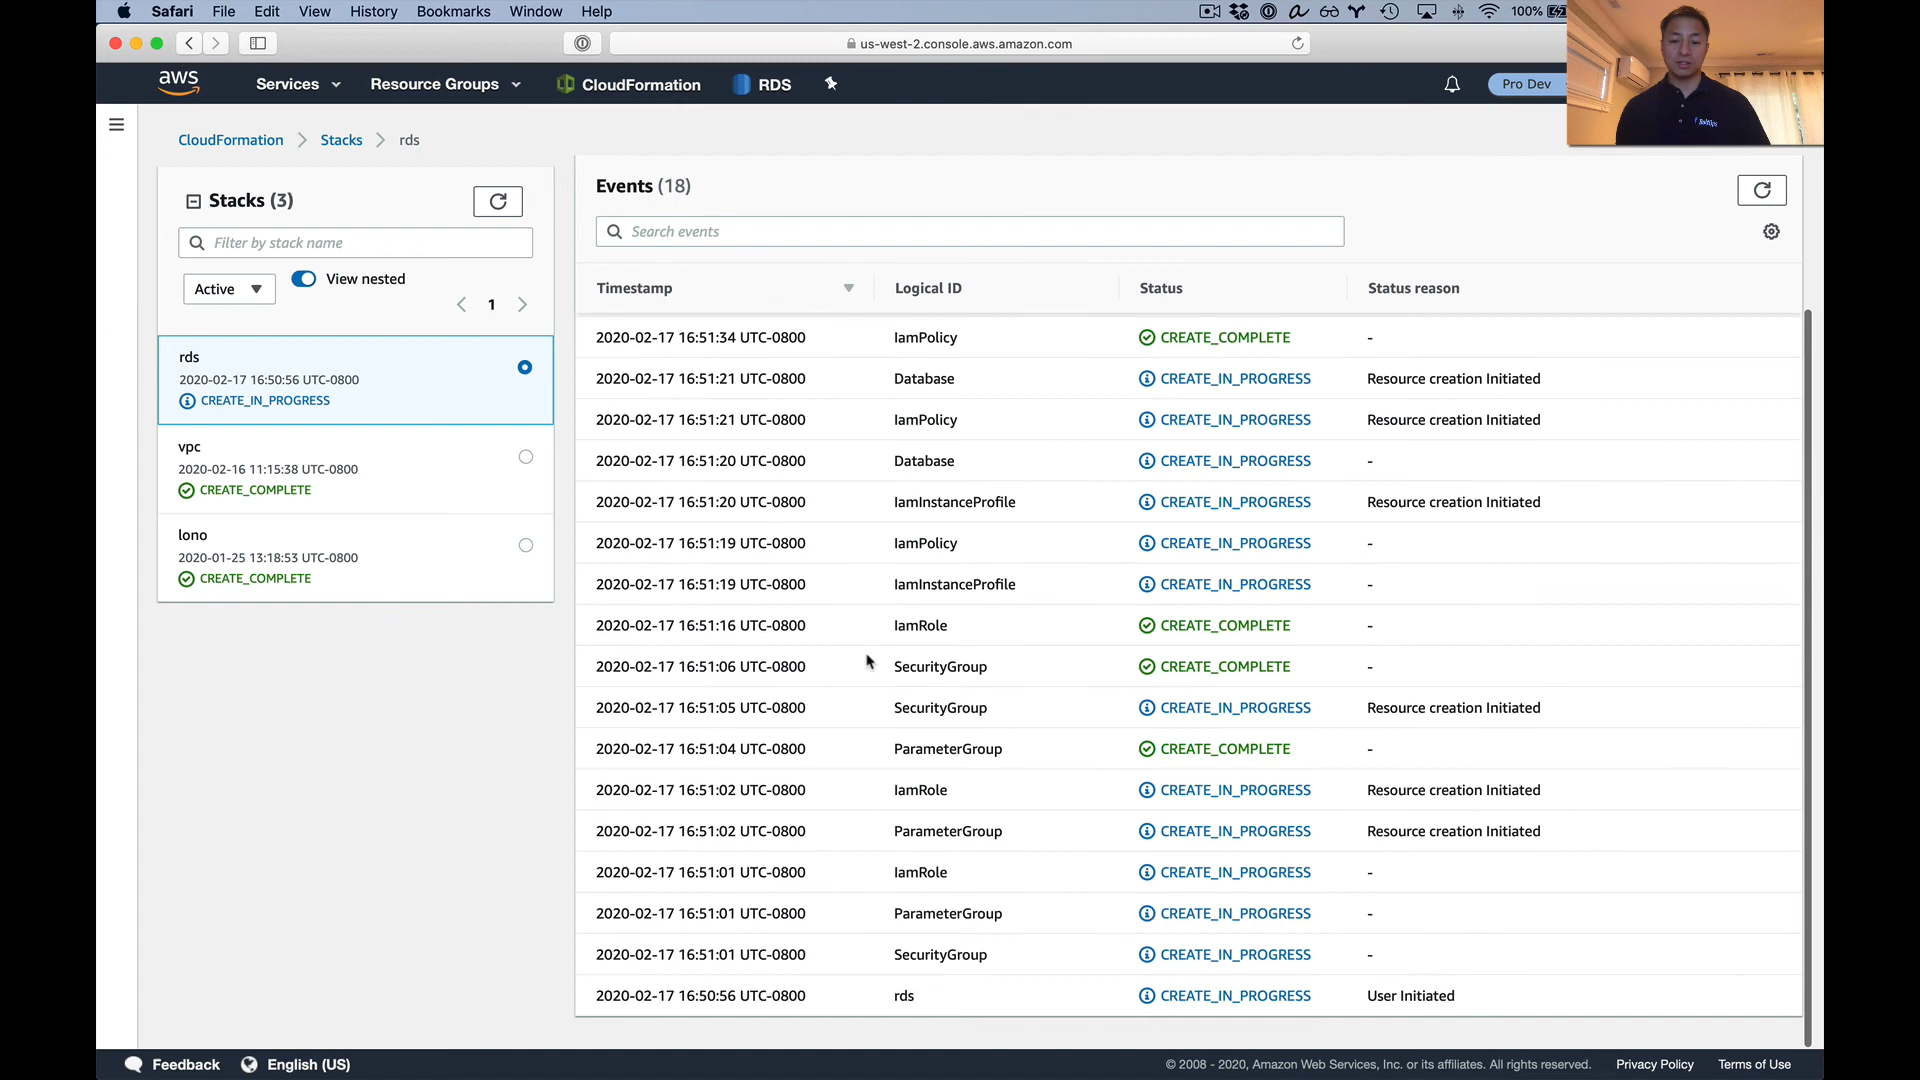 Safari File Edit View History Bookmarks Window Help 100%
us-west-2.console.aws.amazon.com
aws Services Resource Groups CloudFormation RDS Pro Dev
BoltOps
CloudFormation Stacks rds
Stacks (3)
Filter by stack name
Active View nested
1
rds
2020-02-17 16:50:56 UTC-0800
CREATE_IN_PROGRESS
vpc
2020-02-16 11:15:38 UTC-0800
CREATE_COMPLETE
lono
2020-01-25 13:18:53 UTC-0800
CREATE_COMPLETE
Events (18)
Search events
Timestamp Logical ID Status Status reason
2020-02-17 16:51:34 UTC-0800 IamPolicy CREATE_COMPLETE -
2020-02-17 16:51:21 UTC-0800 Database CREATE_IN_PROGRESS Resource creation Initiated
2020-02-17 16:51:21 UTC-0800 IamPolicy CREATE_IN_PROGRESS Resource creation Initiated
2020-02-17 16:51:20 UTC-0800 Database CREATE_IN_PROGRESS -
2020-02-17 16:51:20 UTC-0800 IamInstanceProfile CREATE_IN_PROGRESS Resource creation Initiated
2020-02-17 16:51:19 UTC-0800 IamPolicy CREATE_IN_PROGRESS -
2020-02-17 16:51:19 UTC-0800 IamInstanceProfile CREATE_IN_PROGRESS -
2020-02-17 16:51:16 UTC-0800 IamRole CREATE_COMPLETE -
2020-02-17 16:51:06 UTC-0800 SecurityGroup CREATE_COMPLETE -
2020-02-17 16:51:05 UTC-0800 SecurityGroup CREATE_IN_PROGRESS Resource creation Initiated
2020-02-17 16:51:04 UTC-0800 ParameterGroup CREATE_COMPLETE -
2020-02-17 16:51:02 UTC-0800 IamRole CREATE_IN_PROGRESS Resource creation Initiated
2020-02-17 16:51:02 UTC-0800 ParameterGroup CREATE_IN_PROGRESS Resource creation Initiated
2020-02-17 16:51:01 UTC-0800 IamRole CREATE_IN_PROGRESS -
2020-02-17 16:51:01 UTC-0800 ParameterGroup CREATE_IN_PROGRESS -
2020-02-17 16:51:01 UTC-0800 SecurityGroup CREATE_IN_PROGRESS -
2020-02-17 16:50:56 UTC-0800 rds CREATE_IN_PROGRESS User Initiated
Feedback English (US) © 2008 - 2020, Amazon Web Services, Inc. or its affiliates. All rights reserved. Privacy Policy Terms of Use